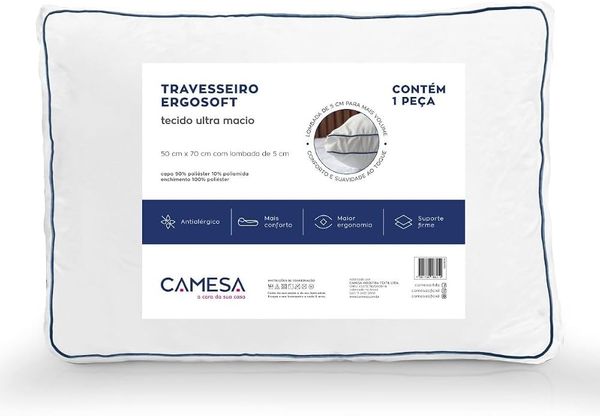 TRAVESSEIRO
ERGOSOFT
tecido ultra macio
50 cm x 70 cm com lombada de 5 cm
capa 90% poliéster 10% poliamida
enchimento 100% poliéster
CONTÉM
1 PEÇA
LOMBADA DE 5 CM PARA MAIS VOLUME
CONFORTO E SUAVIDADE AO TOQUE
Antialérgico
Mais
conforto
Maior
ergonomia
Suporte
firme
CAMESA
a cara da sua casa